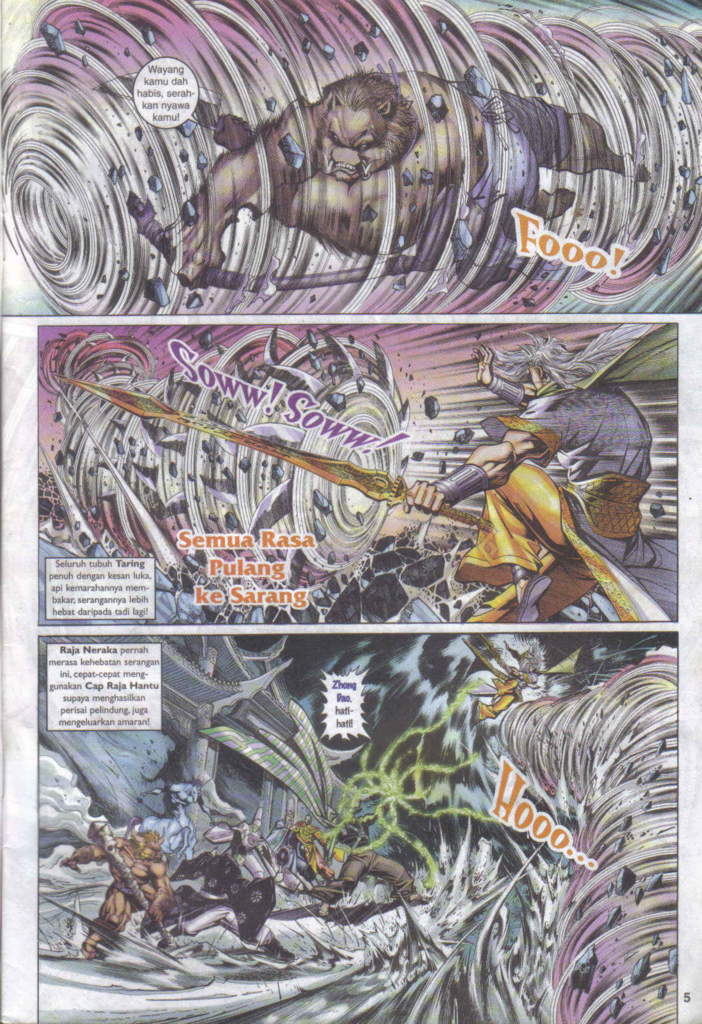 Wayang
kamu dah
habis, serah-
kan nyawa
kamu!
Fooo!
Soww! Soww!
Semua Rasa
Pulang
ke Sarang
Seluruh tubuh Taring
penuh dengan kesan luka,
api kemarahannya mem-
bakar, serangannya lebih
hebat daripada tadi lagi!
Raja Neraka pernah
merasa kehebatan serangan
ini, cepat-cepat meng-
gunakan Cap Raja Hantu
supaya menghasilkan
perisai pelindung, juga
mengeluarkan amaran!
Zhong
Dao,
hati-
hati!
Hooo...
5